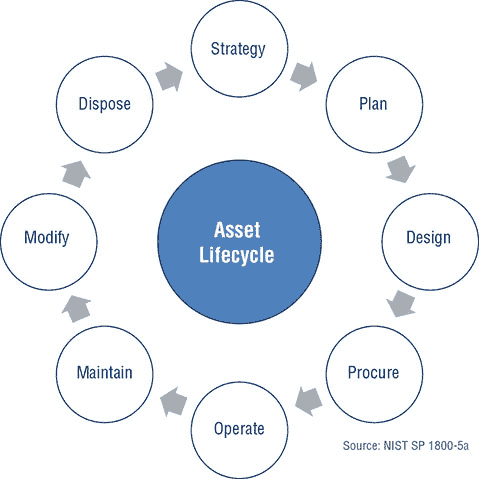 Strategy
Plan
Design
Procure
Operate
Maintain
Modify
Dispose
Asset
Lifecycle
Source: NIST SP 1800-5a